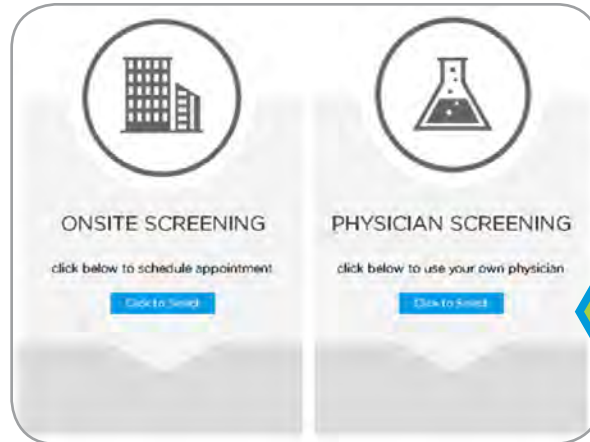 ONSITE SCREENING
click below to schedule appointment
Click to Select
PHYSICIAN SCREENING
click below to use your own physician
Click to Select